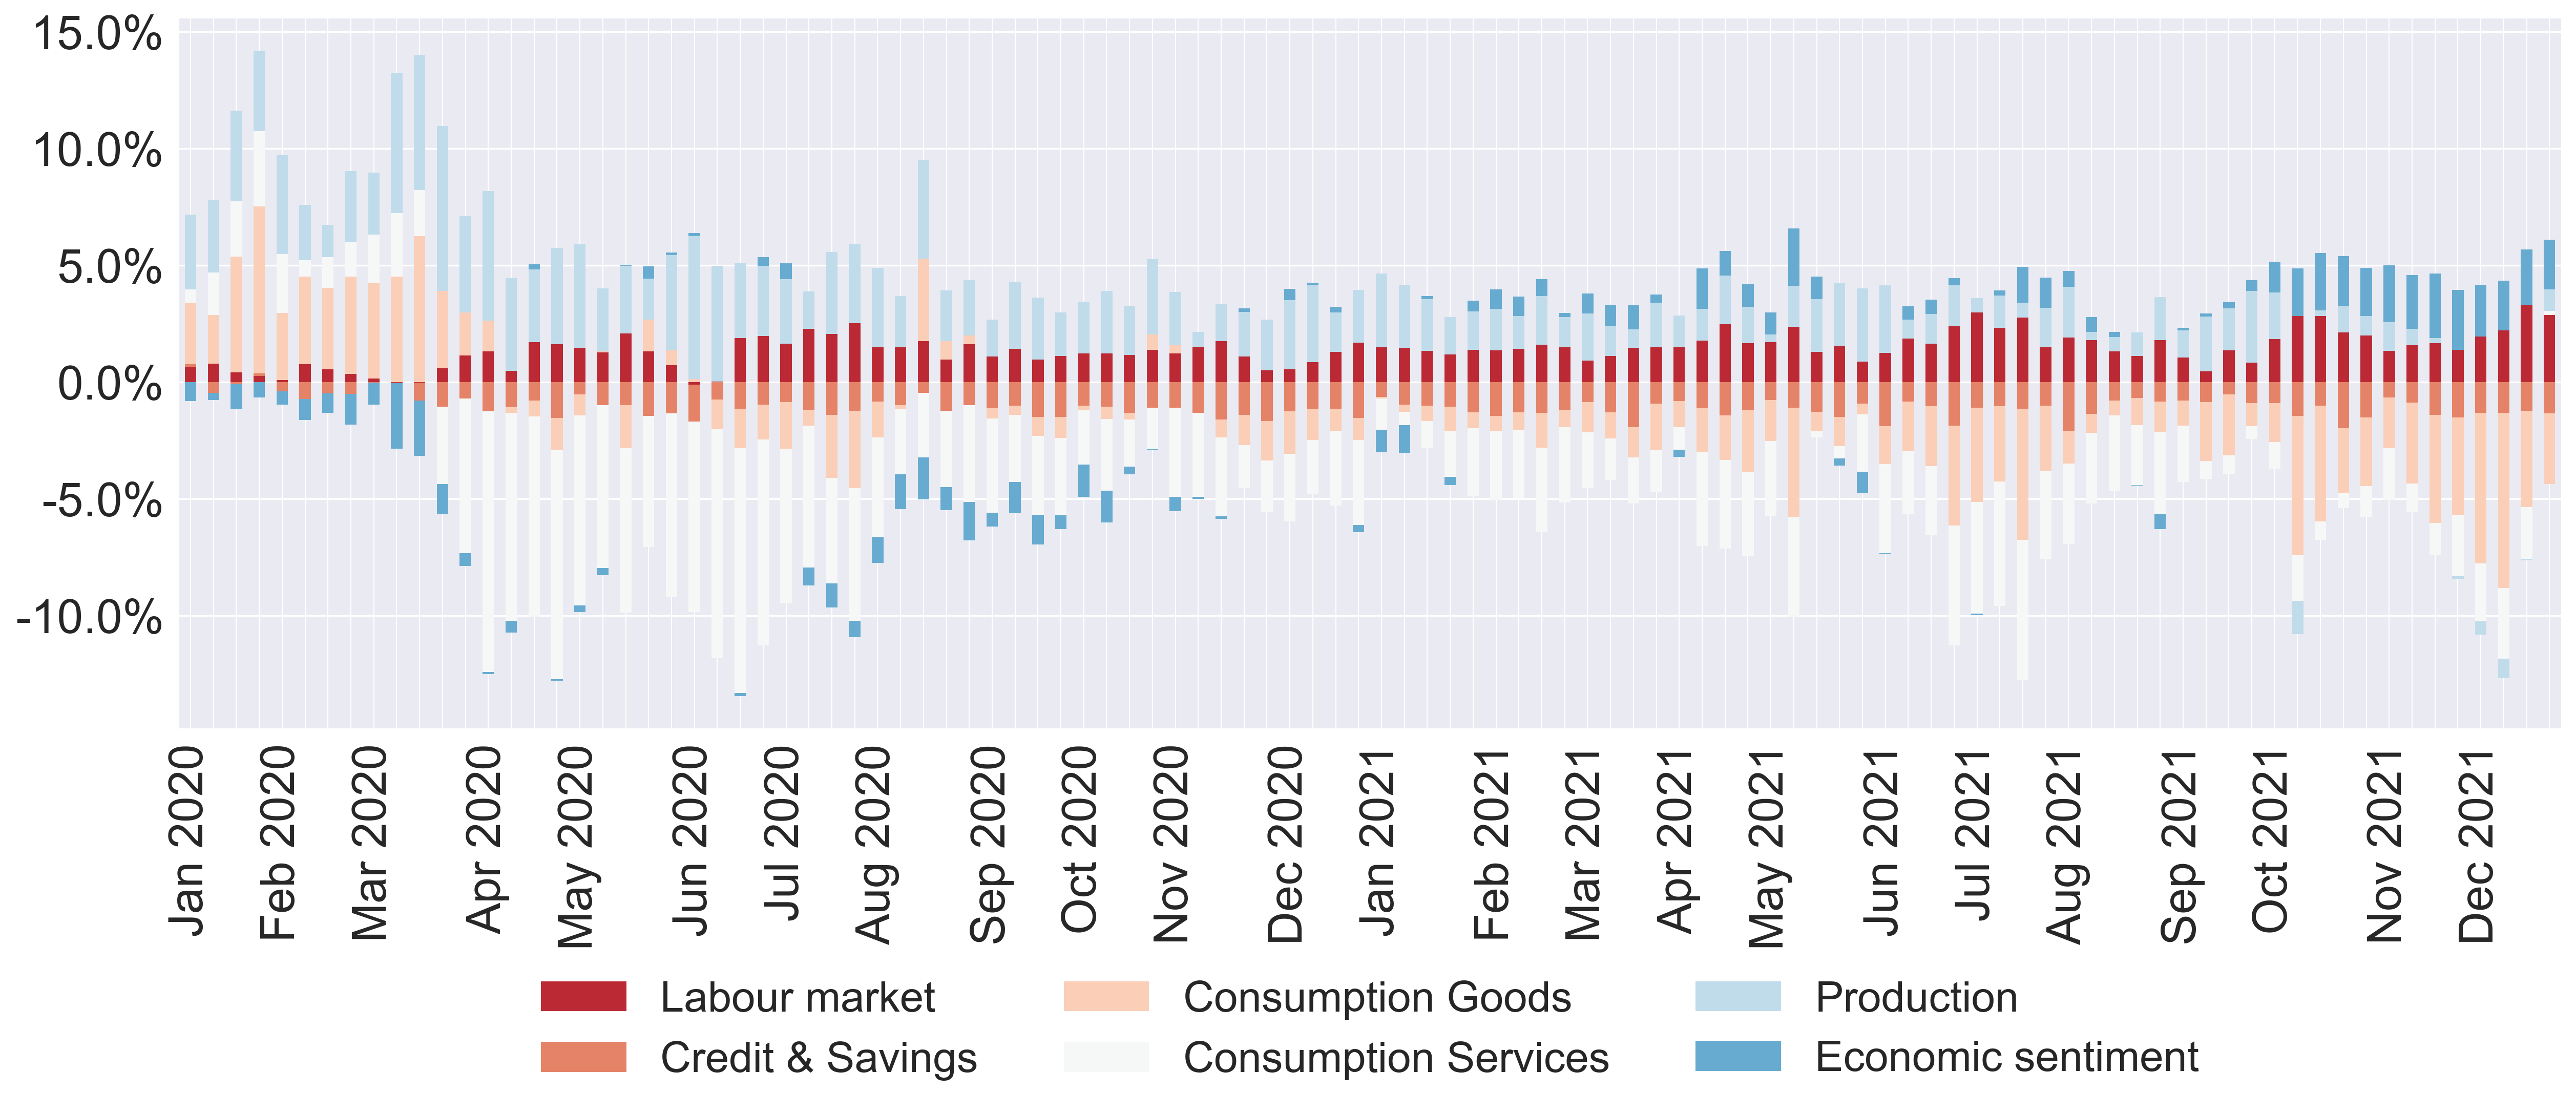 15.0%
10.0%
5.0%
0.0%
-5.0%
-10.0%
Jan 2020
Feb 2020
Mar 2020
Apr 2020
May 2020
Jun 2020
Jul 2020
Aug 2020
Sep 2020
Oct 2020
Nov 2020
Dec 2020
Jan 2021
Feb 2021
Mar 2021
Apr 2021
May 2021
Jun 2021
Jul 2021
Aug 2021
Sep 2021
Oct 2021
Nov 2021
Dec 2021
Labour market
Credit & Savings
Consumption Goods
Consumption Services
Production
Economic sentiment